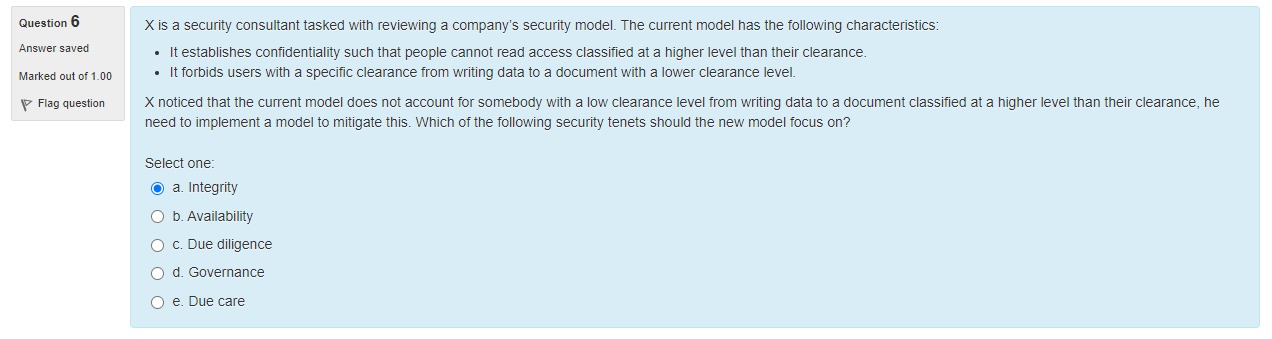 Question 6
Answer saved
Marked out of 1.00
Flag question
X is a security consultant tasked with reviewing a company's security model. The current model has the following characteristics:
• It establishes confidentiality such that people cannot read access classified at a higher level than their clearance.
• It forbids users with a specific clearance from writing data to a document with a lower clearance level.
X noticed that the current model does not account for somebody with a low clearance level from writing data to a document classified at a higher level than their clearance, he
need to implement a model to mitigate this. Which of the following security tenets should the new model focus on?
Select one:
a. Integrity
b. Availability
c. Due diligence
d. Governance
e. Due care